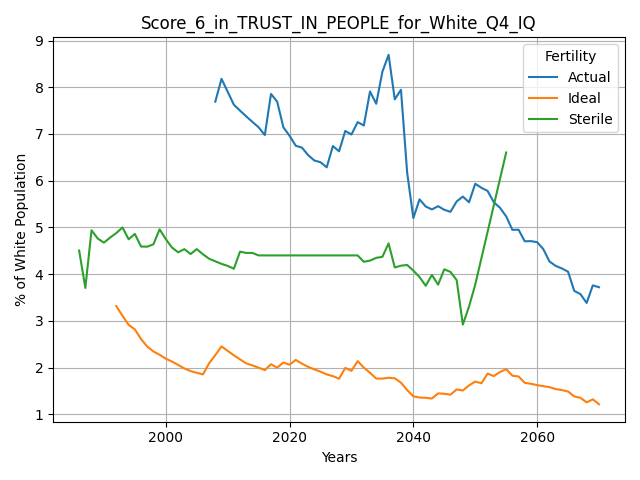 Score_6_in_TRUST_IN_PEOPLE_for_White_Q4_IQ
9
8
7
6
5
4
3
2
1
% of White Population
Fertility
Actual
Ideal
Sterile
2000
2020
2040
2060
Years